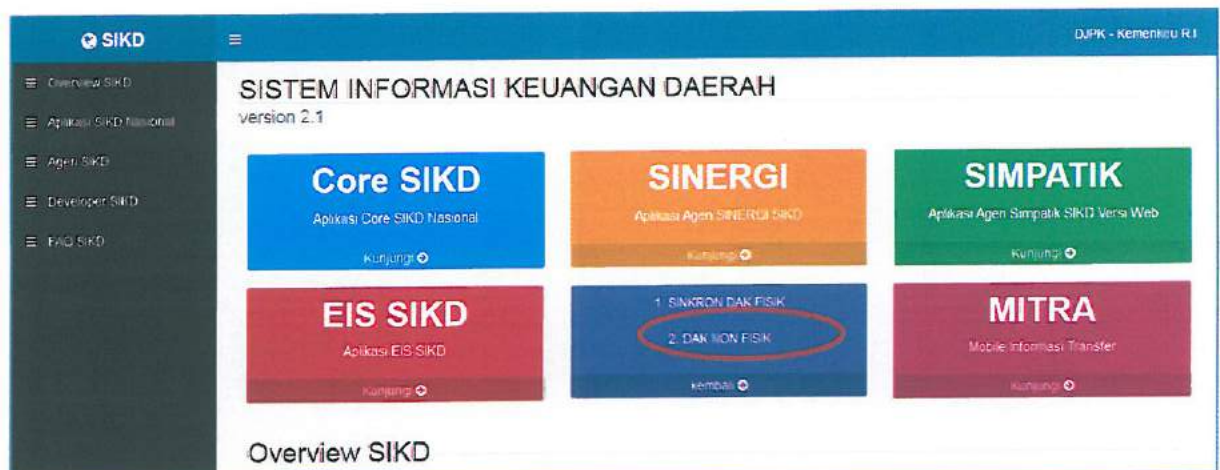 SIKD
DJPK - Kemenkeu R.I
Overview SIKD
Aplikasi SIKD Nasional
Agen SIKD
Developer SIKD
FAQ SIKD
SISTEM INFORMASI KEUANGAN DAERAH
version 2.1
Core SIKD
Aplikasi Core SIKD Nasional
Kunjungi
SINERGI
Aplikasi Agen SINERGI SIKD
Kunjungi
SIMPATIK
Aplikasi Agen Simpatik SIKD Versi Web
Kunjungi
EIS SIKD
Aplikasi EIS SIKD
Kunjungi
1. SINKRON DAK FISIK
2. DAK NON FISIK
kembali
MITRA
Mobile Informasi Transfer
Kunjungi
Overview SIKD